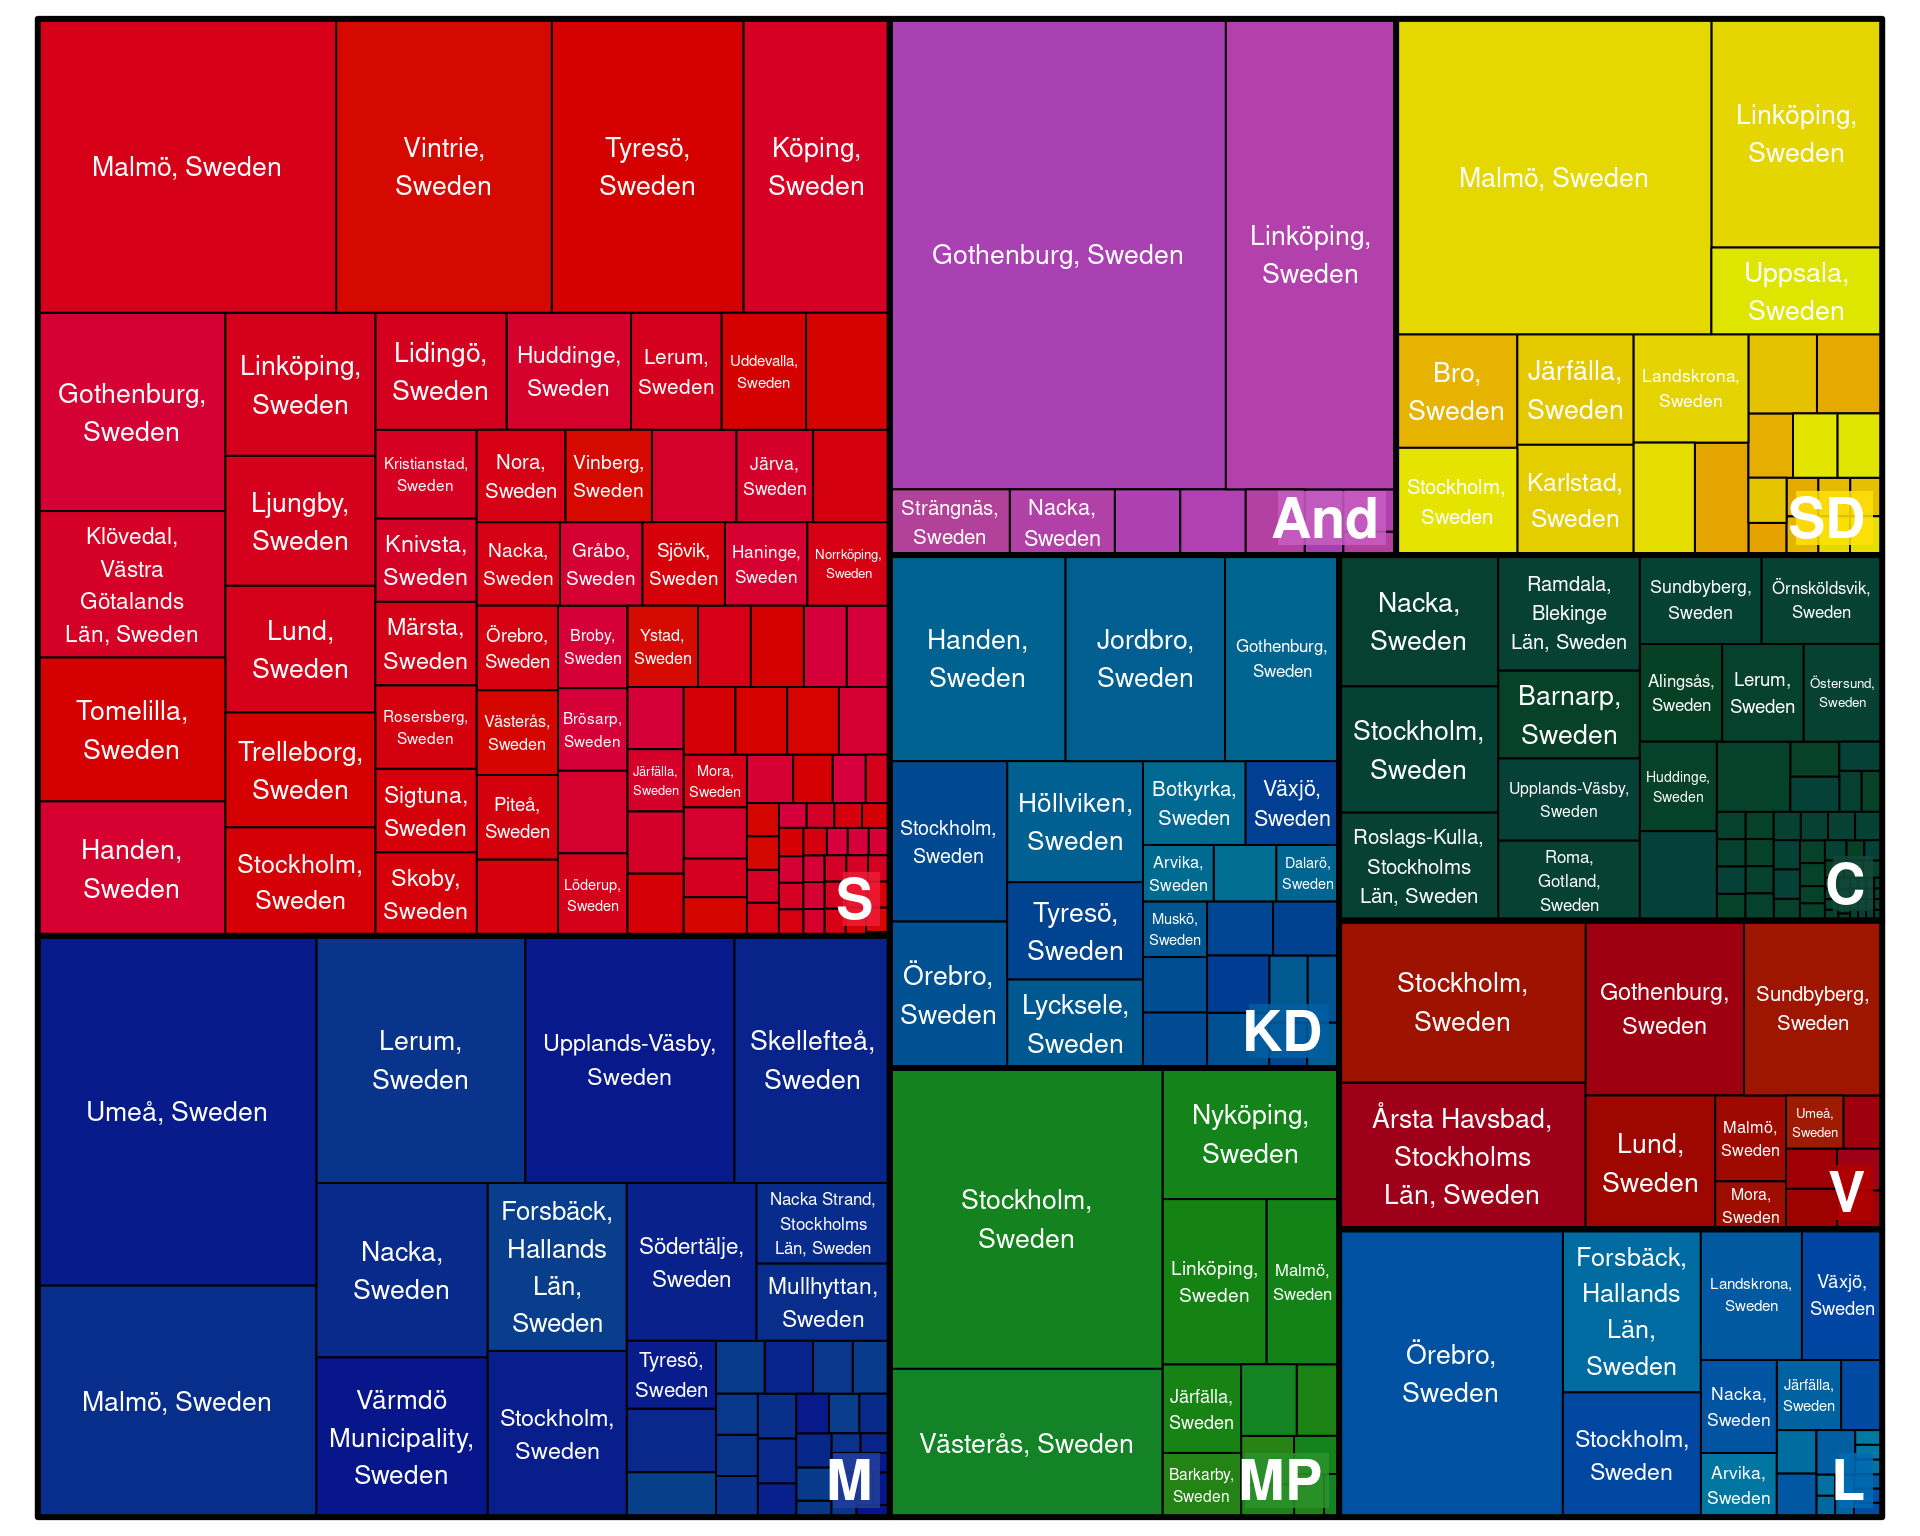 Malmö, Sweden
Vintrie,
Sweden
Tyresö,
Sweden
Köping,
Sweden
Gothenburg,
Sweden
Klövedal,
Västra
Götalands
Län, Sweden
Tomelilla,
Sweden
Handen,
Sweden
Linköping,
Sweden
Ljungby,
Sweden
Lund,
Sweden
Trelleborg,
Sweden
Stockholm,
Sweden
Lidingö,
Sweden
Huddinge,
Sweden
Lerum,
Sweden
Uddevalla,
Sweden
Kristianstad,
Sweden
Nora,
Sweden
Vinberg,
Sweden
Järva,
Sweden
Knivsta,
Sweden
Nacka,
Sweden
Gråbo,
Sweden
Sjövik,
Sweden
Haninge,
Sweden
Norrköping,
Sweden
Märsta,
Sweden
Örebro,
Sweden
Broby,
Sweden
Ystad,
Sweden
Rosersberg,
Sweden
Västerås,
Sweden
Brösarp,
Sweden
Järfälla,
Sweden
Mora,
Sweden
Sigtuna,
Sweden
Piteå,
Sweden
Skoby,
Sweden
Löderup,
Sweden
S
Gothenburg, Sweden
Linköping,
Sweden
Strängnäs,
Sweden
Nacka,
Sweden
And
Malmö, Sweden
Linköping,
Sweden
Uppsala,
Sweden
Bro,
Sweden
Järfälla,
Sweden
Landskrona,
Sweden
Stockholm,
Sweden
Karlstad,
Sweden
SD
Handen,
Sweden
Jordbro,
Sweden
Gothenburg,
Sweden
Stockholm,
Sweden
Örebro,
Sweden
Höllviken,
Sweden
Tyresö,
Sweden
Lycksele,
Sweden
Botkyrka,
Sweden
Växjö,
Sweden
Arvika,
Sweden
Dalarö,
Sweden
Muskö,
Sweden
KD
Nacka,
Sweden
Stockholm,
Sweden
Roslags-Kulla,
Stockholms
Län, Sweden
Ramdala,
Blekinge
Län, Sweden
Barnarp,
Sweden
Upplands-Väsby,
Sweden
Roma,
Gotland,
Sweden
Sundbyberg,
Sweden
Örnsköldsvik,
Sweden
Alingsås,
Sweden
Lerum,
Sweden
Östersund,
Sweden
Huddinge,
Sweden
C
Umeå, Sweden
Malmö, Sweden
Lerum,
Sweden
Upplands-Väsby,
Sweden
Skellefteå,
Sweden
Nacka,
Sweden
Värmdö
Municipality,
Sweden
Forsbäck,
Hallands
Län,
Sweden
Stockholm,
Sweden
Södertälje,
Sweden
Nacka Strand,
Stockholms
Län, Sweden
Mullhyttan,
Sweden
Tyresö,
Sweden
M
Stockholm,
Sweden
Västerås, Sweden
Nyköping,
Sweden
Linköping,
Sweden
Malmö,
Sweden
Järfälla,
Sweden
Barkarby,
Sweden
MP
Stockholm,
Sweden
Årsta Havsbad,
Stockholms
Län, Sweden
Gothenburg,
Sweden
Sundbyberg,
Sweden
Lund,
Sweden
Malmö,
Sweden
Mora,
Sweden
Umeå,
Sweden
V
Örebro,
Sweden
Forsbäck,
Hallands
Län,
Sweden
Stockholm,
Sweden
Landskrona,
Sweden
Växjö,
Sweden
Nacka,
Sweden
Järfälla,
Sweden
Arvika,
Sweden
L